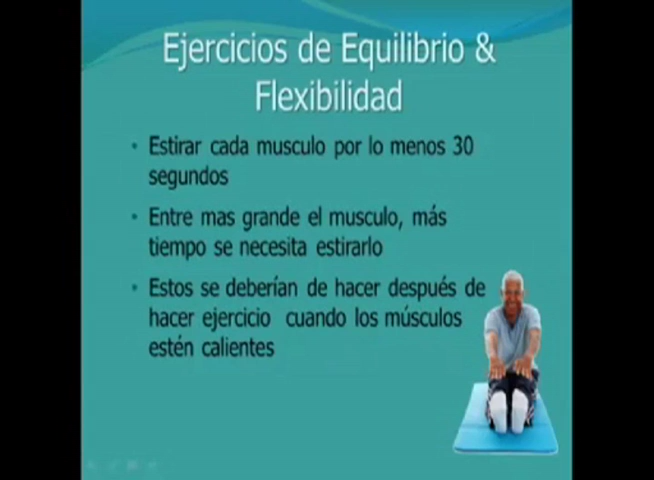 Ejercicios de Equilibrio &
Flexibilidad
• Estirar cada musculo por lo menos 30
segundos
• Entre mas grande el musculo, más
tiempo se necesita estirarlo
• Estos se deberían de hacer después de
hacer ejercicio cuando los músculos
estén calientes